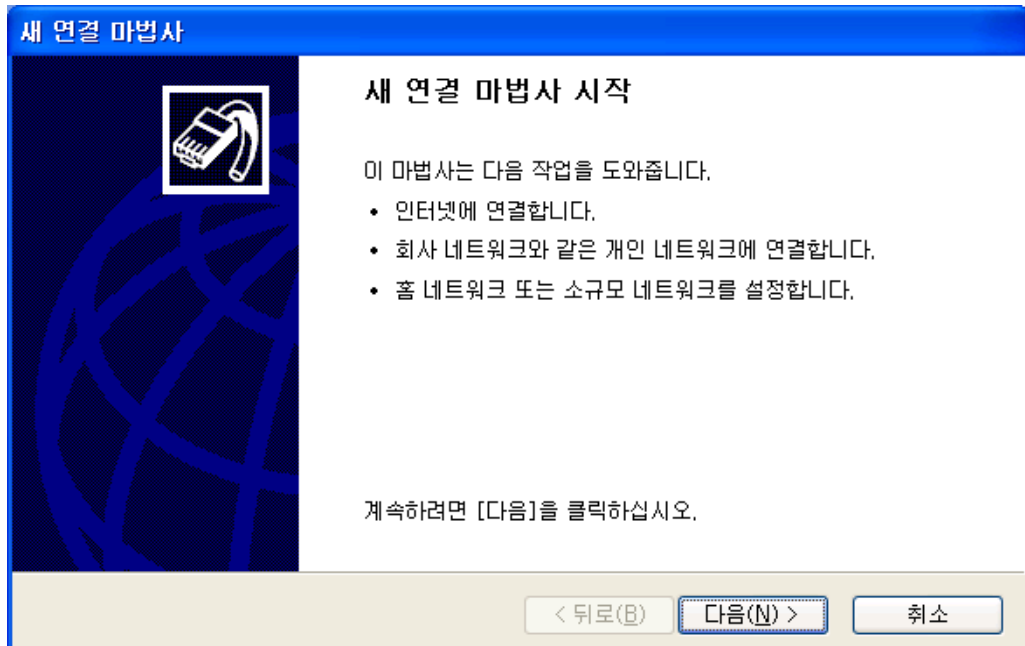 새 연결 마법사
새 연결 마법사 시작
이 마법사는 다음 작업을 도와줍니다.
• 인터넷에 연결합니다.
• 회사 네트워크와 같은 개인 네트워크에 연결합니다.
• 홈 네트워크 또는 소규모 네트워크를 설정합니다.
계속하려면 [다음]을 클릭하십시오.
< 뒤로(B) 다음(N) > 취소